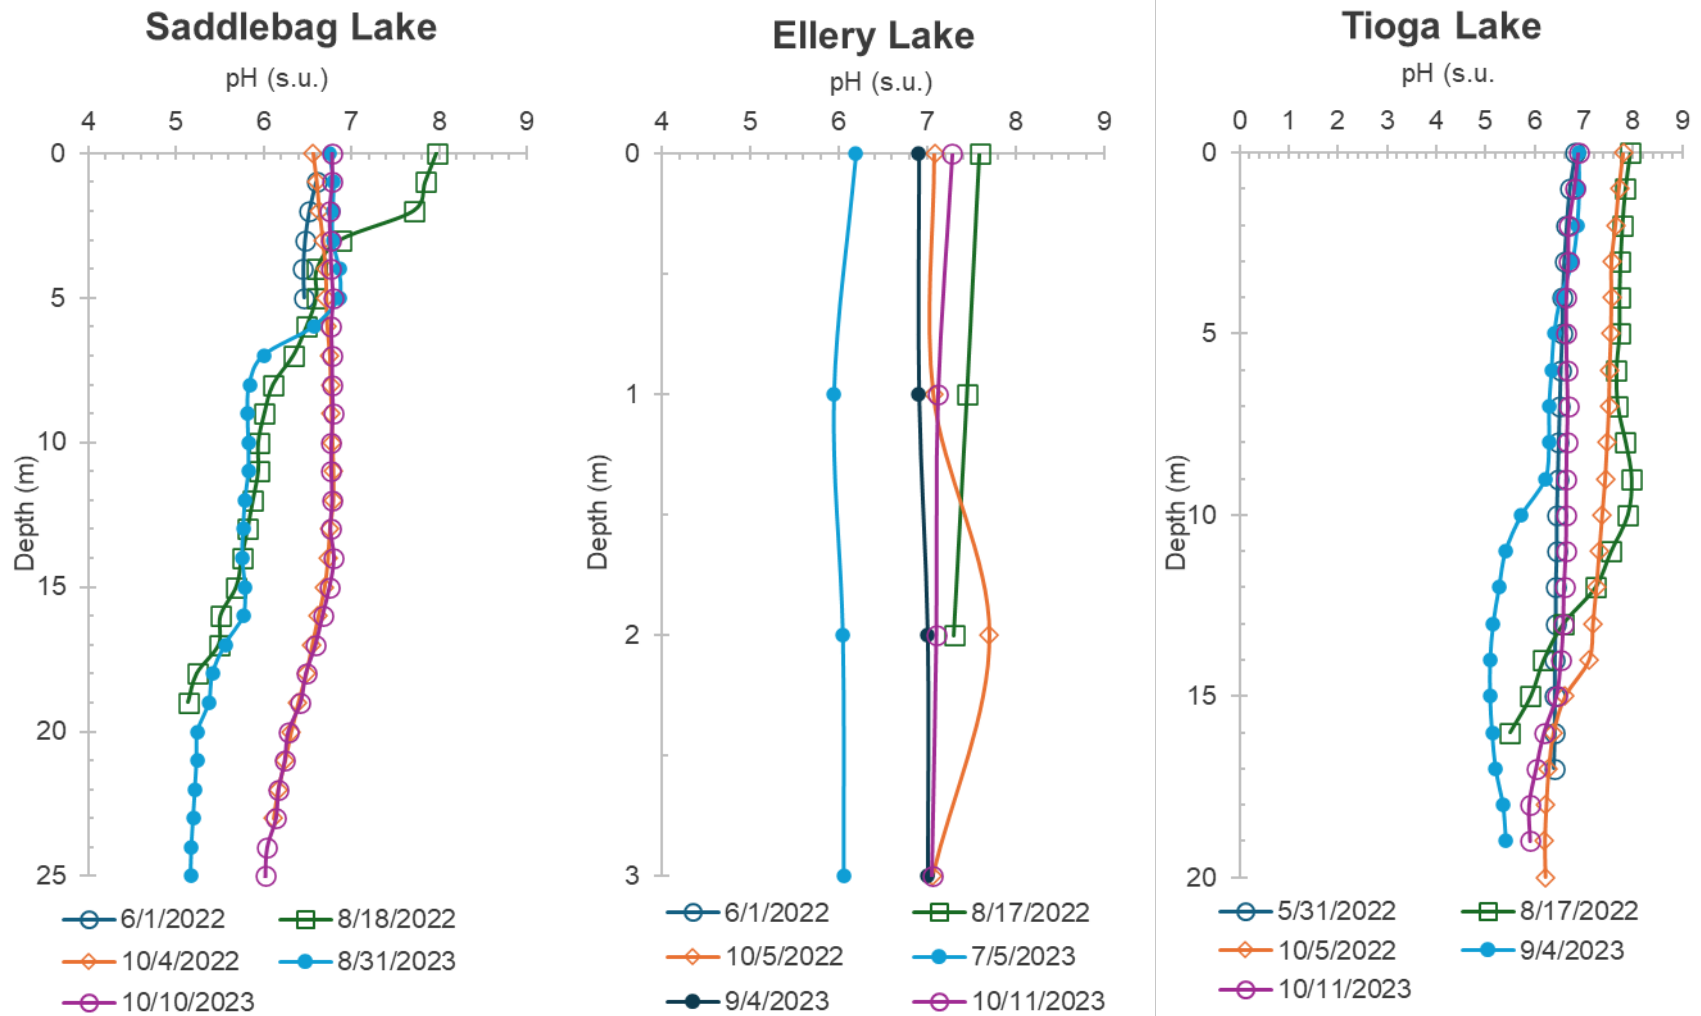 Saddlebag Lake
pH (s.u.)
4 5 6 7 8 9
0
5
10
15
20
25
Depth (m)
6/1/2022
8/18/2022
10/4/2022
8/31/2023
10/10/2023
Ellery Lake
pH (s.u.)
4 5 6 7 8 9
0
1
2
3
Depth (m)
6/1/2022
8/17/2022
10/5/2022
7/5/2023
9/4/2023
10/11/2023
Tioga Lake
pH (s.u.
0 1 2 3 4 5 6 7 8 9
0
5
10
15
20
Depth (m)
5/31/2022
8/17/2022
10/5/2022
9/4/2023
10/11/2023